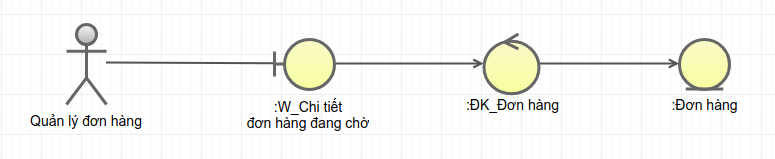 Quản lý đơn hàng
:W_Chi tiết
đơn hàng đang chờ
:ĐK_Đơn hàng
:Đơn hàng